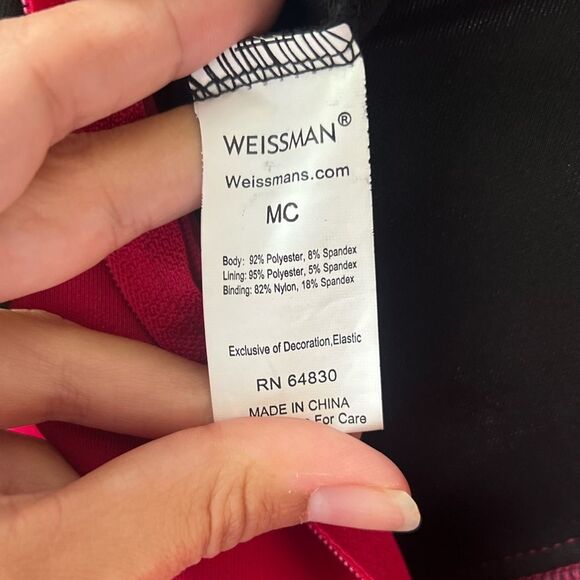 WEISSMAN®
Weissmans.com
MC
Body: 92% Polyester, 8% Spandex
Lining: 95% Polyester, 5% Spandex
Binding: 82% Nylon, 18% Spandex
Exclusive of Decoration,Elastic
RN 64830
MADE IN CHINA
For Care